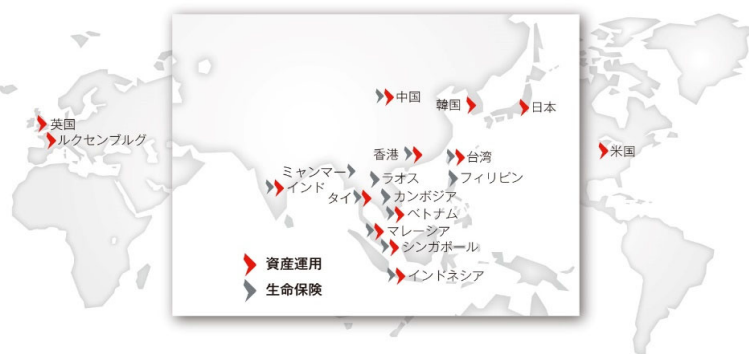 中国
韓国
日本
英国
ルクセンブルグ
香港
台湾
米国
ミャンマー
ラオス
フィリピン
インド
タイ
カンボジア
ベトナム
マレーシア
シンガポール
資産運用
インドネシア
生命保険